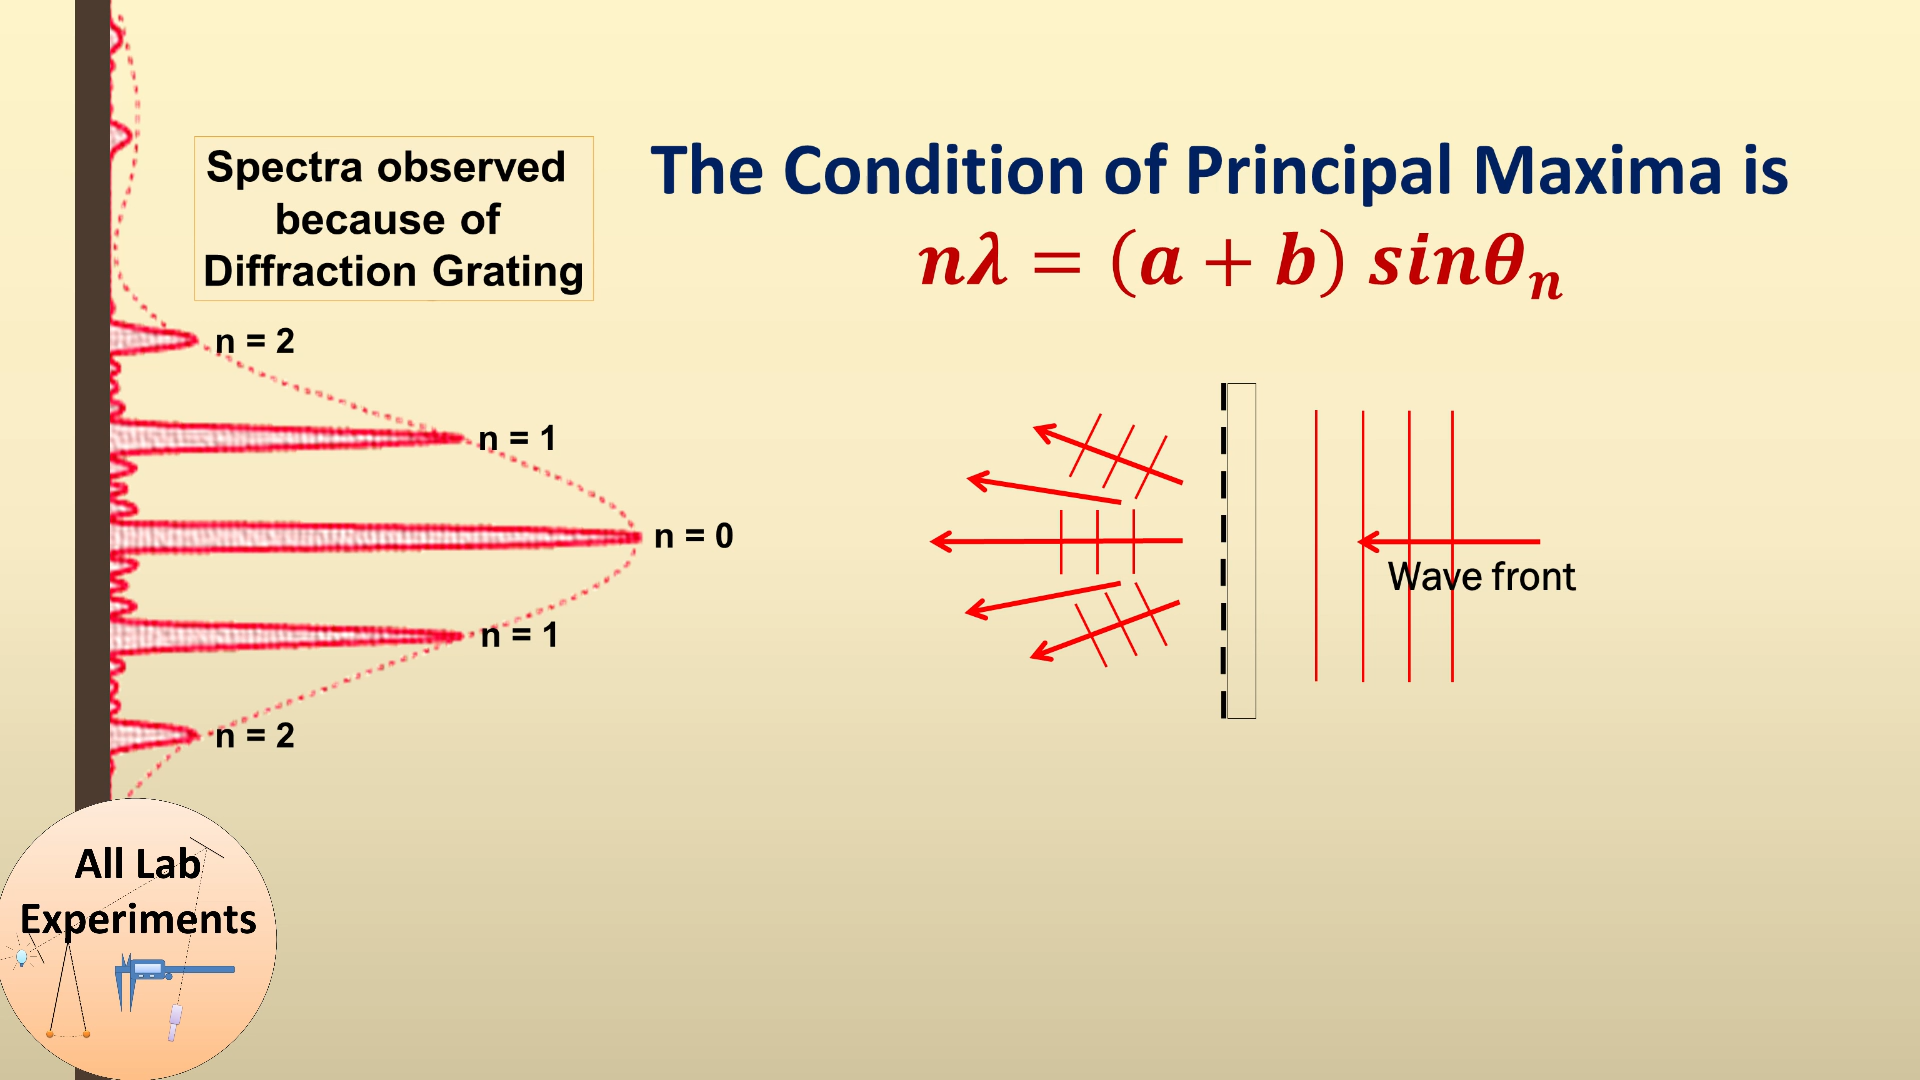 Spectra observed
because of
Diffraction Grating
The Condition of Principal Maxima is
nλ = (a + b) sinθₙ
n = 2
n = 1
n = 0
n = 1
n = 2
Wave front
All Lab
Experiments